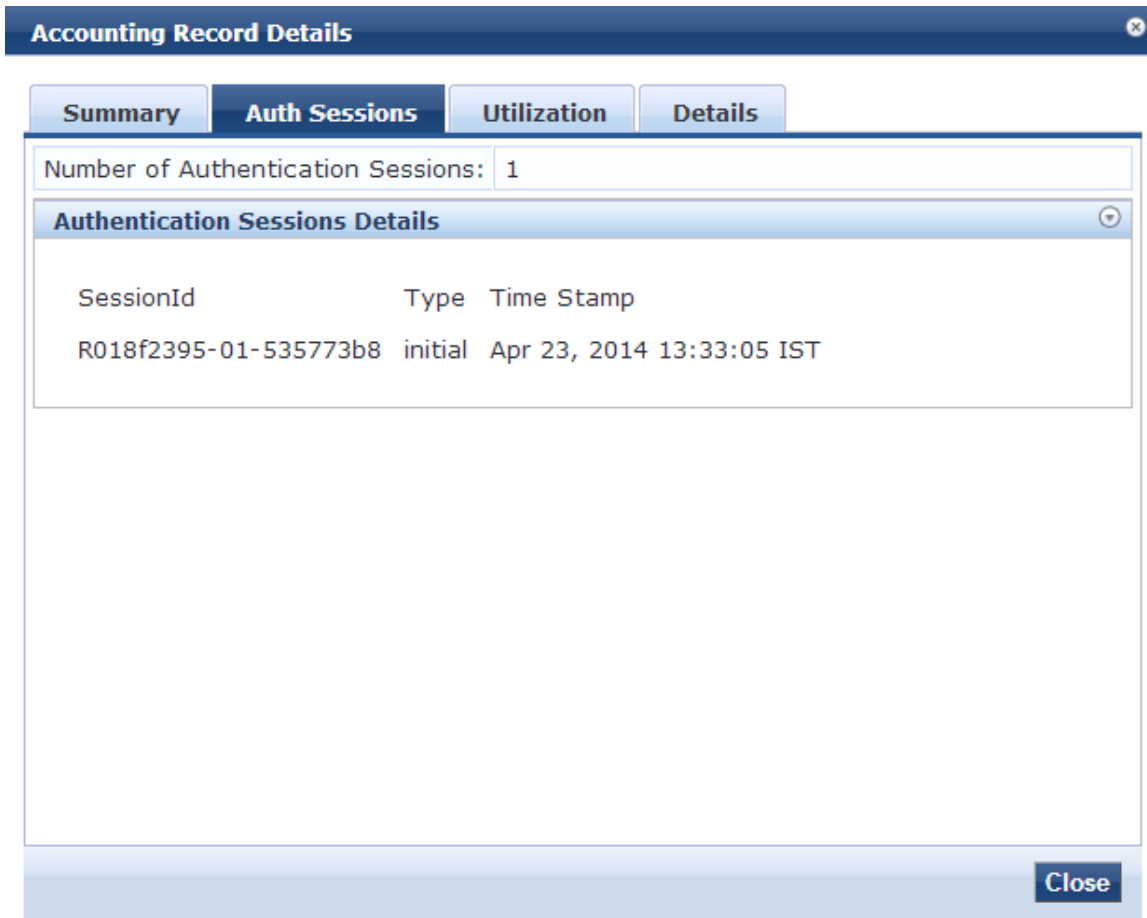 Accounting Record Details
Summary Auth Sessions Utilization Details
Number of Authentication Sessions: 1
Authentication Sessions Details
SessionId Type Time Stamp
R018f2395-01-535773b8 initial Apr 23, 2014 13:33:05 IST
Close